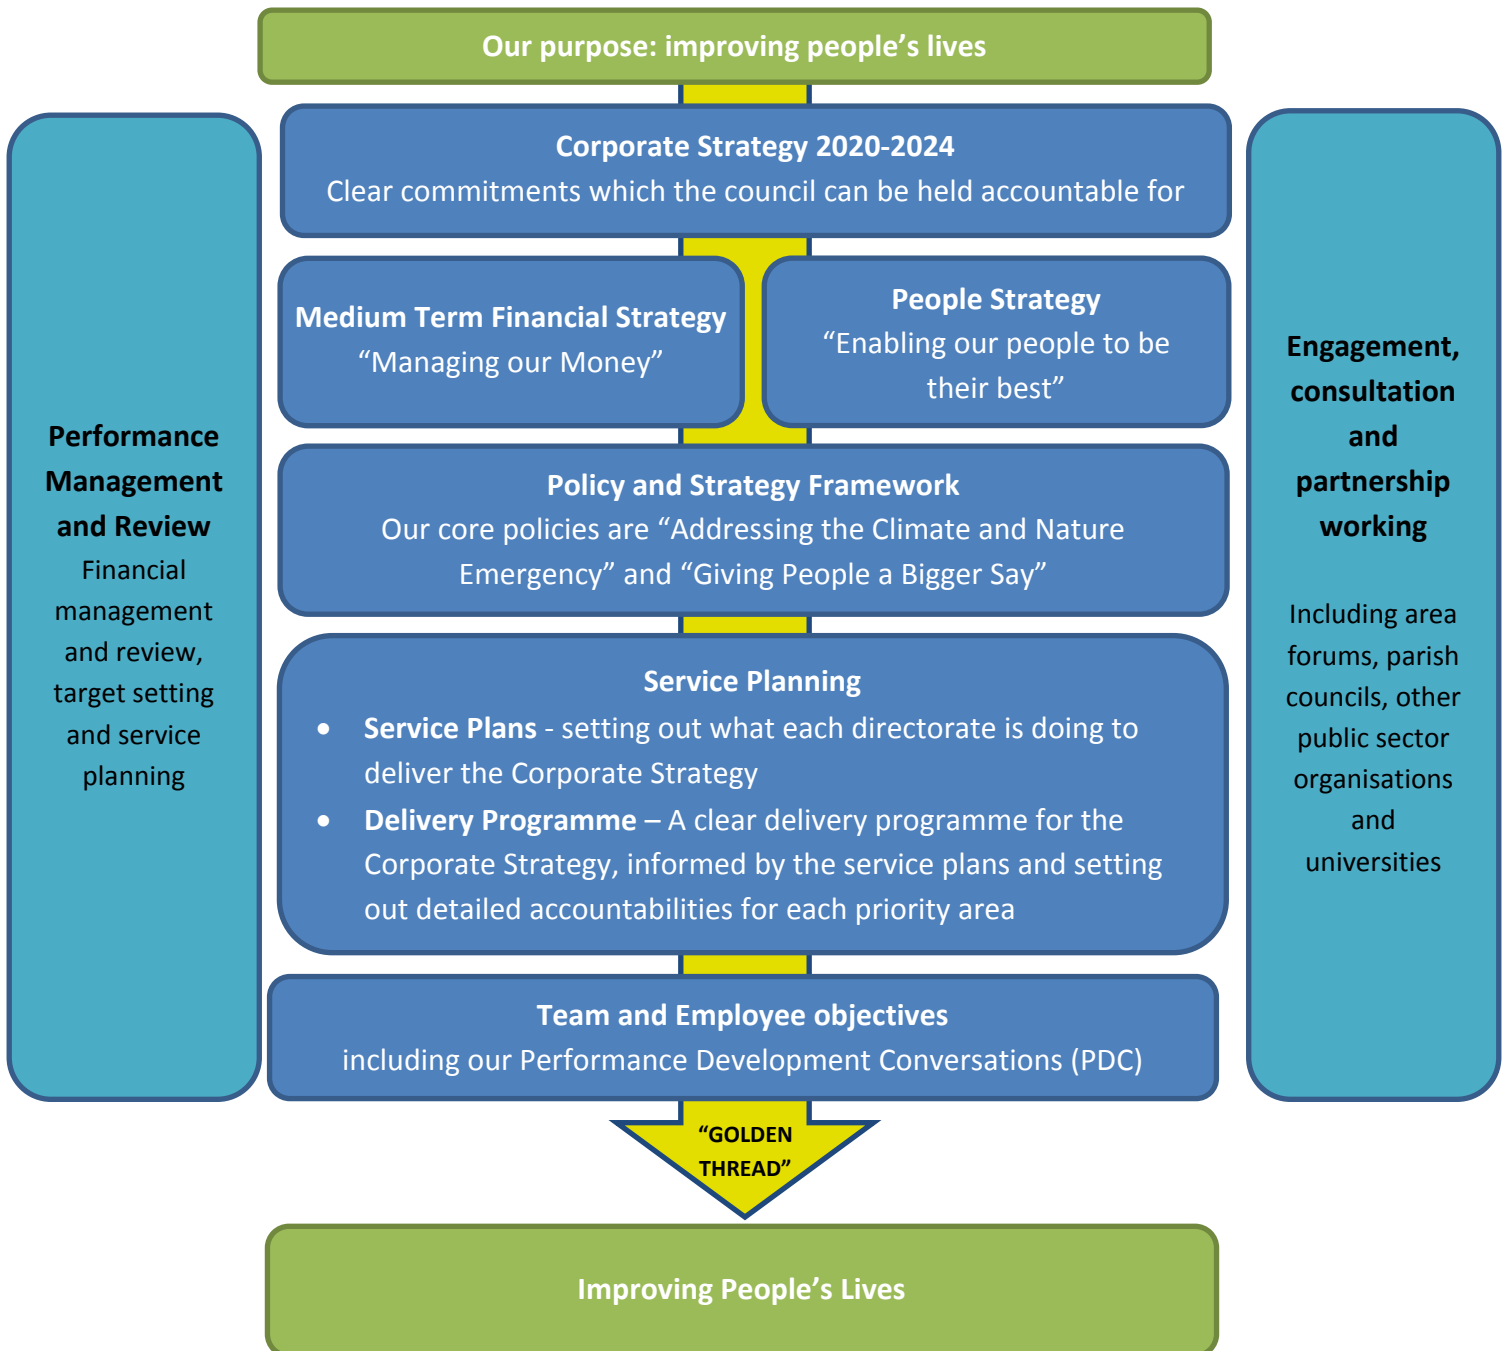 Our purpose: improving people’s lives
Corporate Strategy 2020-2024
Clear commitments which the council can be held accountable for
Medium Term Financial Strategy
“Managing our Money”
People Strategy
“Enabling our people to be
their best”
Policy and Strategy Framework
Our core policies are “Addressing the Climate and Nature
Emergency” and “Giving People a Bigger Say”
Service Planning
• Service Plans - setting out what each directorate is doing to
deliver the Corporate Strategy
• Delivery Programme – A clear delivery programme for the
Corporate Strategy, informed by the service plans and setting
out detailed accountabilities for each priority area
Team and Employee objectives
including our Performance Development Conversations (PDC)
“GOLDEN
THREAD”
Improving People’s Lives
Performance
Management
and Review
Financial
management
and review,
target setting
and service
planning
Engagement,
consultation
and
partnership
working
Including area
forums, parish
councils, other
public sector
organisations
and
universities